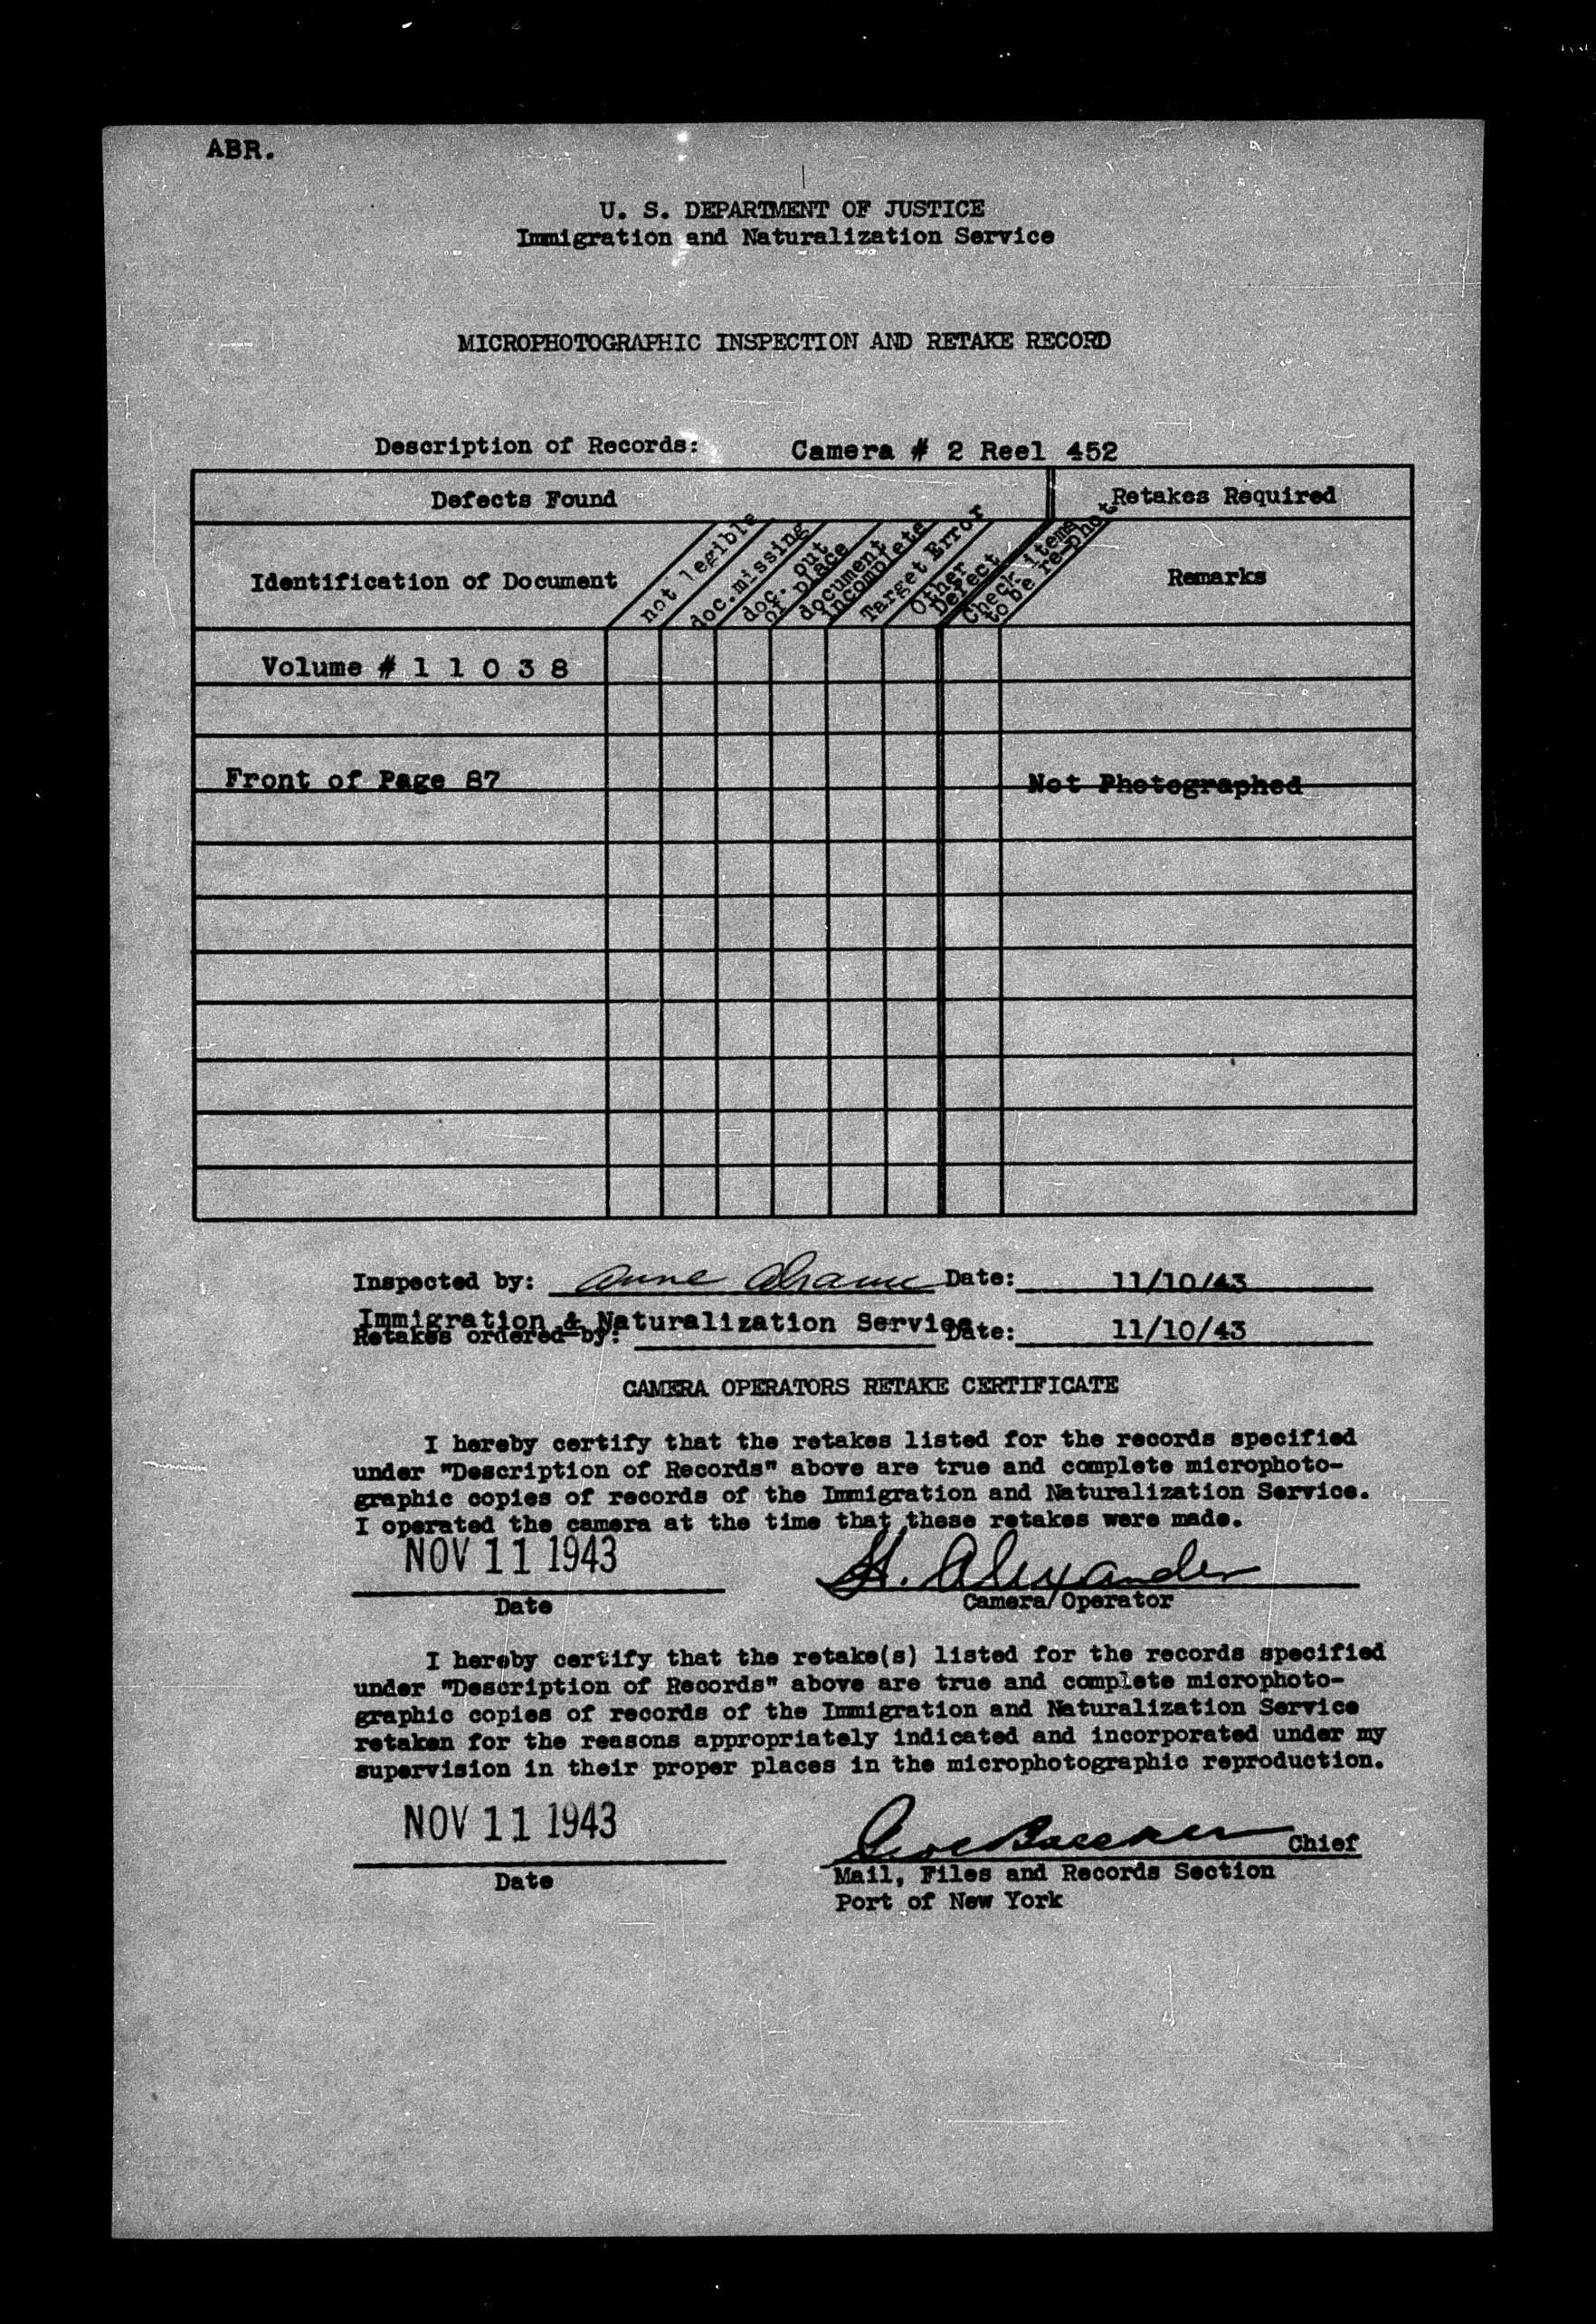 ABR.
U. S. DEPARTMENT OF JUSTICE
Immigration and Naturalization Service
MICROPHOTOGRAPHIC INSPECTION AND RETAKE RECORD
Description of Records: Camera # 2 Reel 452
Defects Found
Retakes Required
Identification of Document
not legible
doc.missing
doc. out
of place
document
incomplete
Target Error
Other
Defect
Check items
to be re-phot
Remarks
Volume # 1 1 0 3 8
Front of Page 87
Not Photographed
Inspected by: Anne Date: 11/10/43
Immigration & Naturalization Service
Retakes ordered by: Date: 11/10/43
CAMERA OPERATORS RETAKE CERTIFICATE
I hereby certify that the retakes listed for the records specified
under "Description of Records" above are true and complete microphoto-
graphic copies of records of the Immigration and Naturalization Service.
I operated the camera at the time that these retakes were made.
NOV 11 1943
H. Alexander
Date
Camera Operator
I hereby certify that the retake(s) listed for the records specified
under "Description of Records" above are true and complete microphoto-
graphic copies of records of the Immigration and Naturalization Service
retaken for the reasons appropriately indicated and incorporated under my
supervision in their proper places in the microphotographic reproduction.
NOV 11 1943
Chief
Date
Mail, Files and Records Section
Port of New York